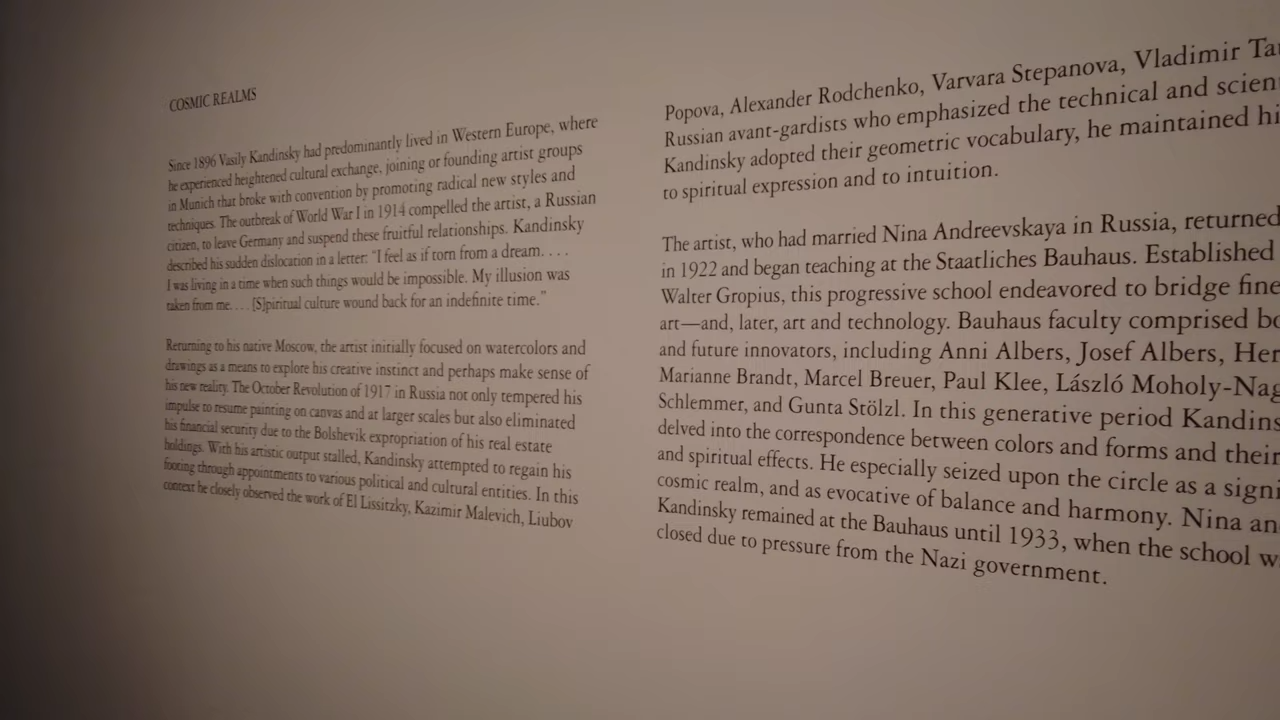 COSMIC REALMS
Since 1896 Vasily Kandinsky had predominantly lived in Western Europe, where
he experienced heightened cultural exchange, joining or founding artist groups
in Munich that broke with convention by promoting radical new styles and
techniques. The outbreak of World War I in 1914 compelled the artist, a Russian
citizen, to leave Germany and suspend these fruitful relationships. Kandinsky
described his sudden dislocation in a letter: “I feel as if torn from a dream. . . .
I was living in a time when such things would be impossible. My illusion was
taken from me. . . . [S]piritual culture wound back for an indefinite time.”
Returning to his native Moscow, the artist initially focused on watercolors and
drawings as a means to explore his creative instinct and perhaps make sense of
his new reality. The October Revolution of 1917 in Russia not only tempered his
impulse to resume painting on canvas and at larger scales but also eliminated
his financial security due to the Bolshevik expropriation of his real estate
holdings. With his artistic output stalled, Kandinsky attempted to regain his
footing through appointments to various political and cultural entities. In this
context he closely observed the work of El Lissitzky, Kazimir Malevich, Liubov
Popova, Alexander Rodchenko, Varvara Stepanova, Vladimir Ta
Russian avant-gardists who emphasized the technical and scien
Kandinsky adopted their geometric vocabulary, he maintained hi
to spiritual expression and to intuition.
The artist, who had married Nina Andreevskaya in Russia, returned
in 1922 and began teaching at the Staatliches Bauhaus. Established
Walter Gropius, this progressive school endeavored to bridge fine
art—and, later, art and technology. Bauhaus faculty comprised bo
and future innovators, including Anni Albers, Josef Albers, Her
Marianne Brandt, Marcel Breuer, Paul Klee, László Moholy-Nag
Schlemmer, and Gunta Stölzl. In this generative period Kandins
delved into the correspondence between colors and forms and their
and spiritual effects. He especially seized upon the circle as a signi
cosmic realm, and as evocative of balance and harmony. Nina an
Kandinsky remained at the Bauhaus until 1933, when the school w
closed due to pressure from the Nazi government.